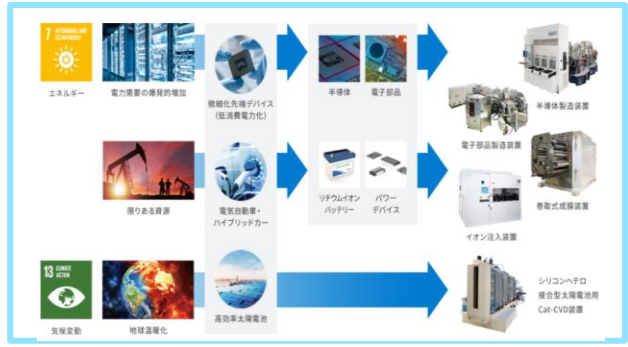 7 AFFORDABLE AND CLEAN ENERGY
エネルギー
電力需要の爆発的増加
微細化先端デバイス
(低消費電力化)
半導体
電子部品
半導体製造装置
電子部品製造装置
限りある資源
電気自動車・
ハイブリッドカー
リチウムイオン
バッテリー
パワー
デバイス
巻取式成膜装置
イオン注入装置
13 CLIMATE
ACTION
気候変動
地球温暖化
高効率太陽電池
シリコンヘテロ
接合型太陽電池用
Cat-CVD装置